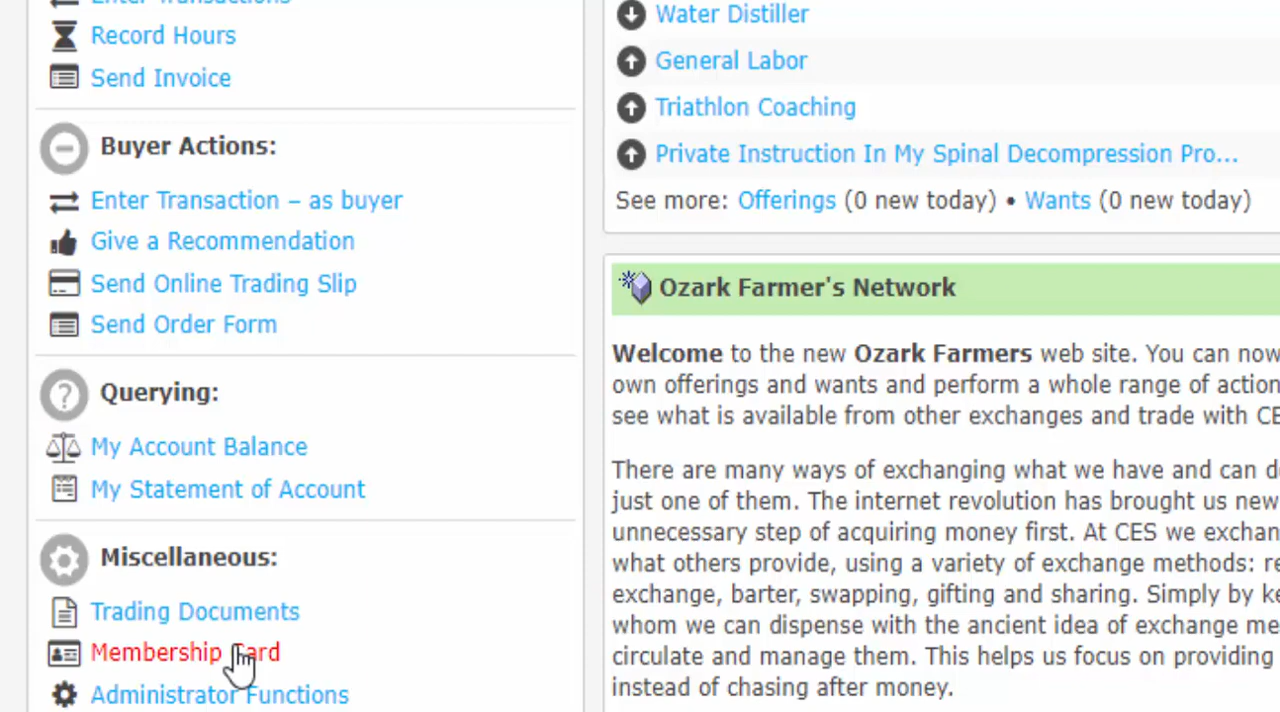 Enter Transactions
Record Hours
Send Invoice
Buyer Actions:
Enter Transaction – as buyer
Give a Recommendation
Send Online Trading Slip
Send Order Form
Querying:
My Account Balance
My Statement of Account
Miscellaneous:
Trading Documents
Membership Card
Administrator Functions
Water Distiller
General Labor
Triathlon Coaching
Private Instruction In My Spinal Decompression Pro...
See more: Offerings (0 new today) • Wants (0 new today)
Ozark Farmer's Network
Welcome to the new Ozark Farmers web site. You can now
own offerings and wants and perform a whole range of action
see what is available from other exchanges and trade with CE
There are many ways of exchanging what we have and can d
just one of them. The internet revolution has brought us new
unnecessary step of acquiring money first. At CES we exchan
what others provide, using a variety of exchange methods: re
exchange, barter, swapping, gifting and sharing. Simply by ke
whom we can dispense with the ancient idea of exchange me
circulate and manage them. This helps us focus on providing
instead of chasing after money.